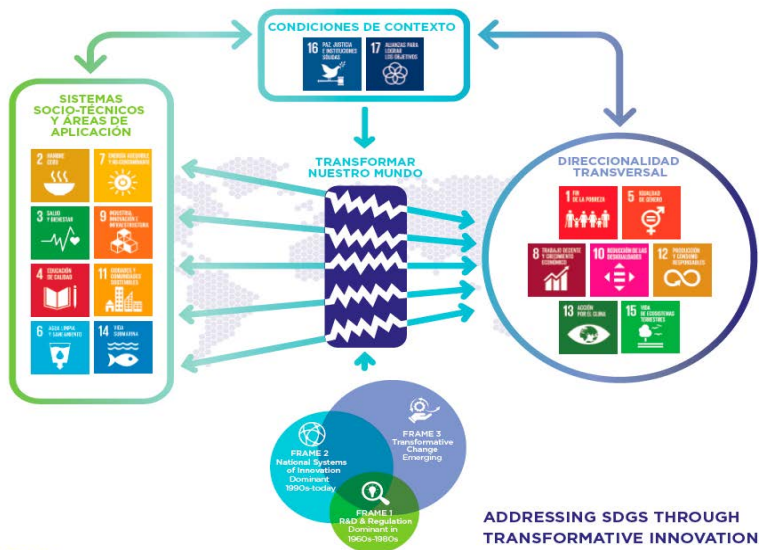 CONDICIONES DE CONTEXTO
16 PAZ, JUSTICIA
E INSTITUCIONES
SÓLIDAS
17 ALIANZAS PARA
LOGRAR
LOS OBJETIVOS
SISTEMAS
SOCIO-TÉCNICOS
Y ÁREAS DE
APLICACIÓN
2 HAMBRE
CERO
7 ENERGÍA ASEQUIBLE
Y NO CONTAMINANTE
3 SALUD
Y BIENESTAR
9 INDUSTRIA,
INNOVACIÓN E
INFRAESTRUCTURA
4 EDUCACIÓN
DE CALIDAD
11 CIUDADES Y
COMUNIDADES
SOSTENIBLES
6 AGUA LIMPIA
Y SANEAMIENTO
14 VIDA
SUBMARINA
TRANSFORMAR
NUESTRO MUNDO
DIRECCIONALIDAD
TRANSVERSAL
1 FIN
DE LA POBREZA
5 IGUALDAD
DE GÉNERO
8 TRABAJO DECENTE
Y CRECIMIENTO
ECONÓMICO
10 REDUCCIÓN DE LAS
DESIGUALDADES
12 PRODUCCIÓN
Y CONSUMO
RESPONSABLES
13 ACCIÓN
POR EL CLIMA
15 VIDA
DE ECOSISTEMAS
TERRESTRES
FRAME 3
Transformative
Change
Emerging
FRAME 2
National Systems
of Innovation
Dominant
1990s-today
FRAME 1
R&D & Regulation
Dominant in
1960s-1980s
ADDRESSING SDGS THROUGH
TRANSFORMATIVE INNOVATION